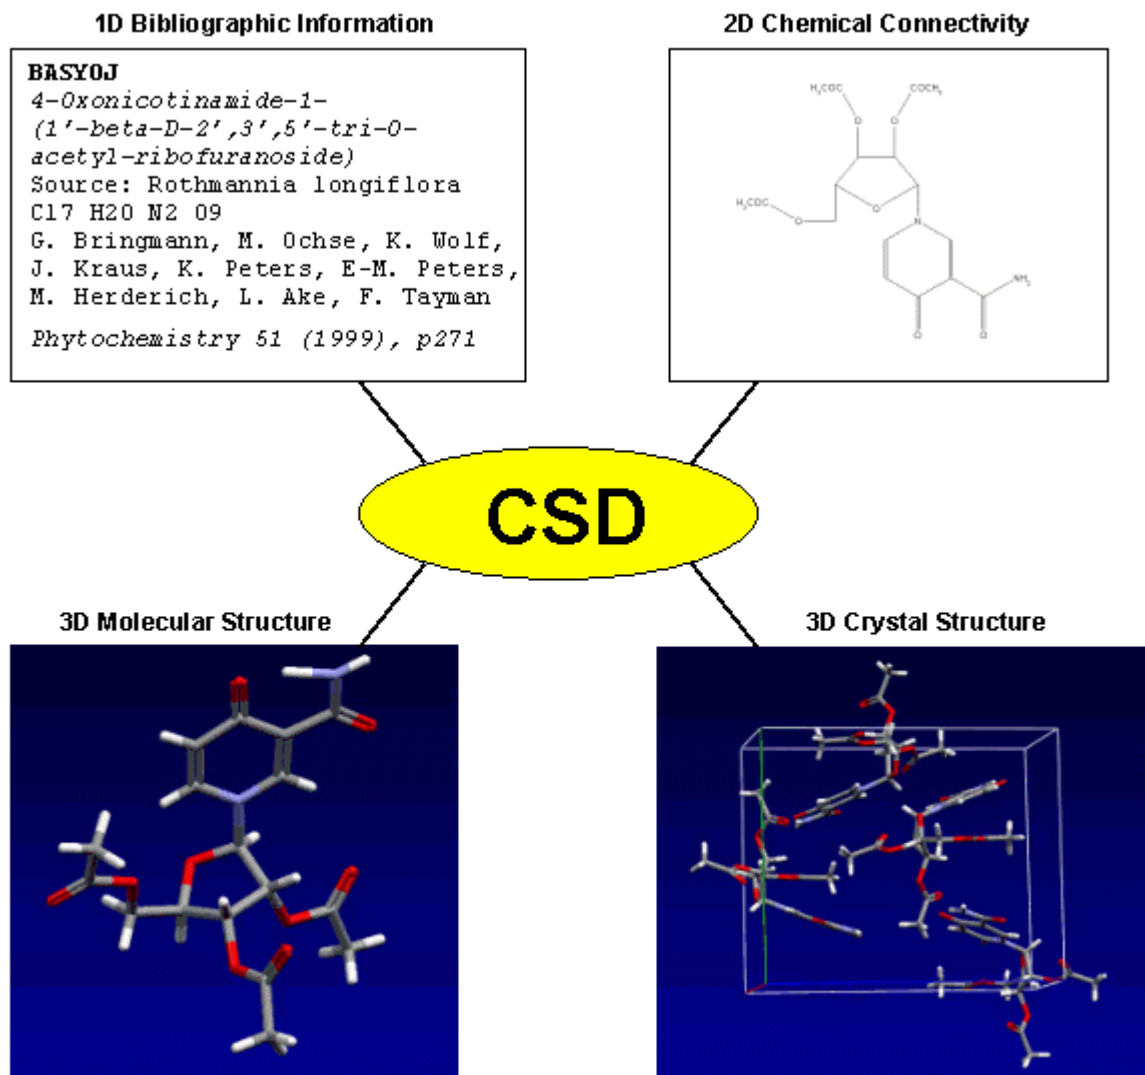 1D Bibliographic Information
BASYOJ
4-Oxonicotinamide-1-
(1'-beta-D-2',3',5'-tri-O-
acetyl-ribofuranoside)
Source: Rothmannia longiflora
C17 H20 N2 O9
G. Bringmann, M. Ochse, K. Wolf,
J. Kraus, K. Peters, E-M. Peters,
M. Herderich, L. Ake, F. Tayman
Phytochemistry 51 (1999), p271
2D Chemical Connectivity
H₃COC
COCH₃
O
O
H₃COC
O
O
N
NH₂
O
O
CSD
3D Molecular Structure
3D Crystal Structure